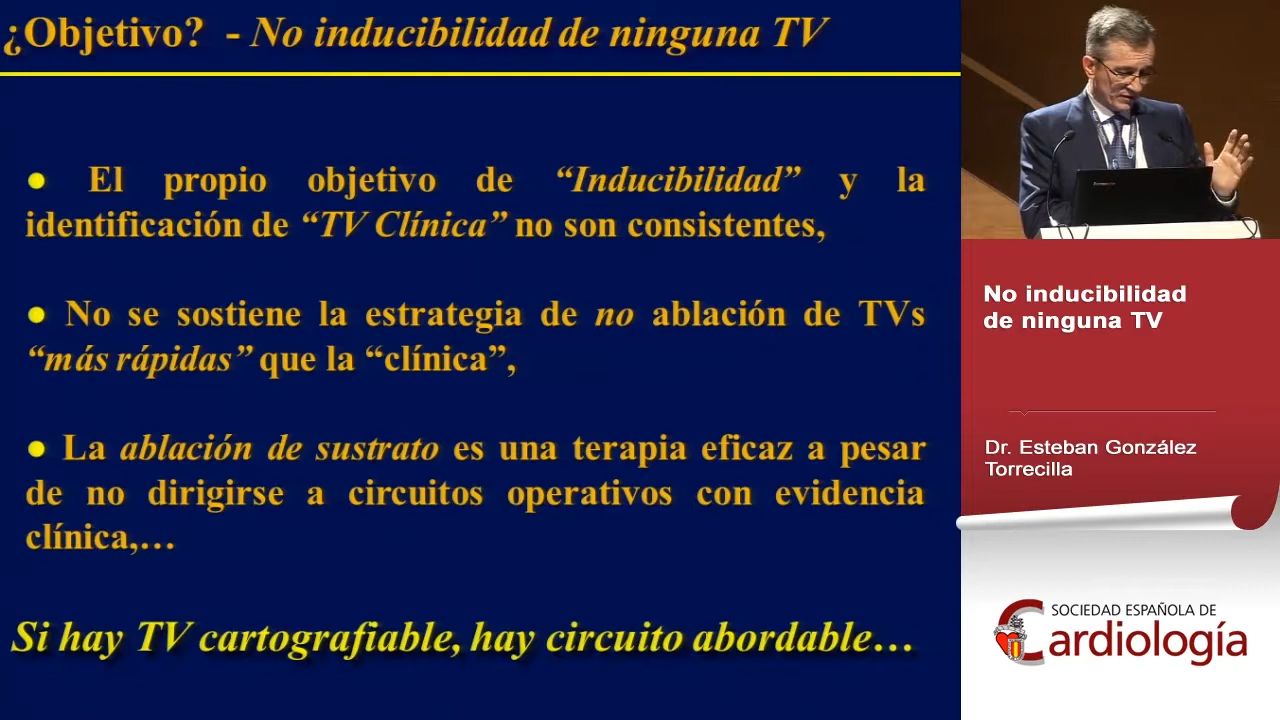 ¿Objetivo? - No inducibilidad de ninguna TV
● El propio objetivo de “Inducibilidad” y la
identificación de “TV Clínica” no son consistentes,
● No se sostiene la estrategia de no ablación de TVs
“más rápidas” que la “clínica”,
● La ablación de sustrato es una terapia eficaz a pesar
de no dirigirse a circuitos operativos con evidencia
clínica,…
Si hay TV cartografiable, hay circuito abordable…
No inducibilidad
de ninguna TV
Dr. Esteban González
Torrecilla
SOCIEDAD ESPAÑOLA DE
Cardiología